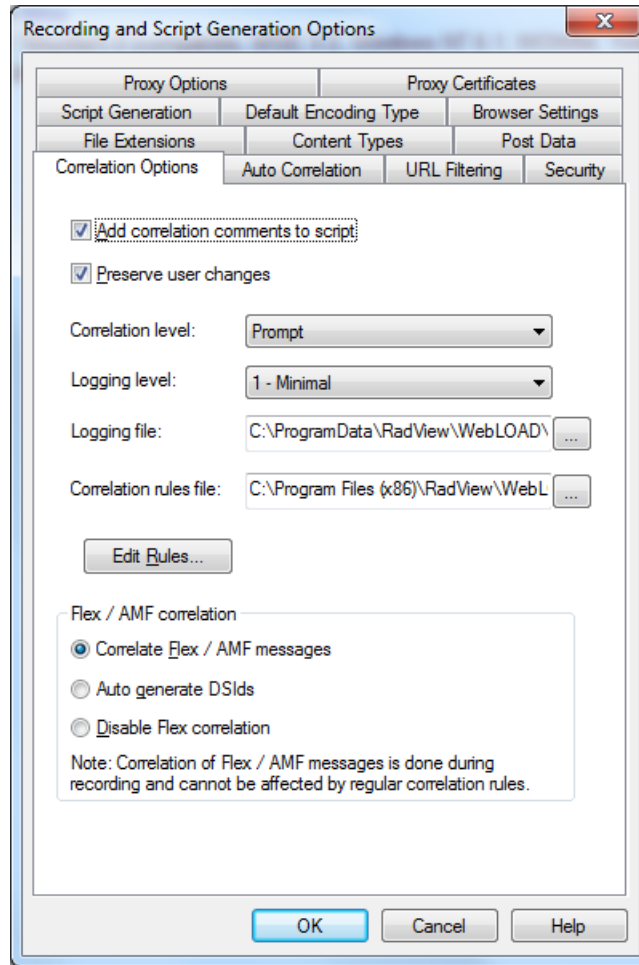 Recording and Script Generation Options
Proxy Options
Proxy Certificates
Script Generation
Default Encoding Type
Browser Settings
File Extensions
Content Types
Post Data
Correlation Options
Auto Correlation
URL Filtering
Security
Add correlation comments to script
Preserve user changes
Correlation level:
Prompt
Logging level:
1 - Minimal
Logging file:
C:\ProgramData\RadView\WebLOAD\
...
Correlation rules file:
C:\Program Files (x86)\RadView\WebL
...
Edit Rules...
Flex / AMF correlation
Correlate Flex / AMF messages
Auto generate DSIds
Disable Flex correlation
Note: Correlation of Flex / AMF messages is done during
recording and cannot be affected by regular correlation rules.
OK
Cancel
Help